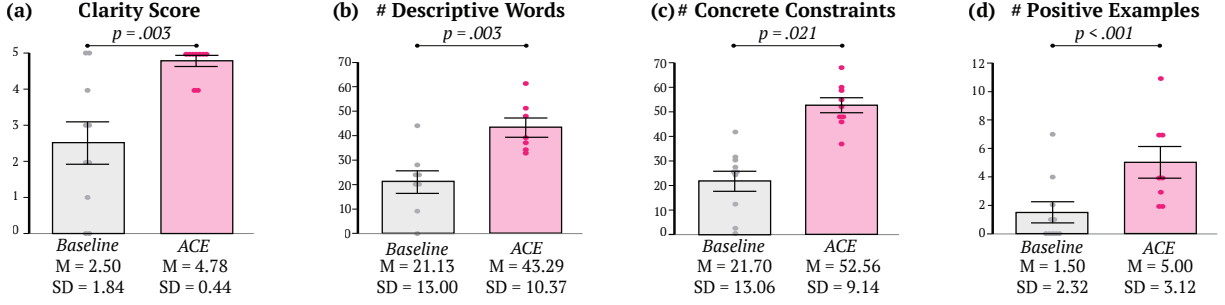 (a) Clarity Score
p = .003
5
4
3
2
1
0
Baseline ACE
M = 2.50 M = 4.78
SD = 1.84 SD = 0.44
(b) # Descriptive Words
p = .003
70
60
50
40
30
20
10
0
Baseline ACE
M = 21.13 M = 43.29
SD = 13.00 SD = 10.37
(c) # Concrete Constraints
p = .021
70
60
50
40
30
20
10
0
Baseline ACE
M = 21.70 M = 52.56
SD = 13.06 SD = 9.14
(d) # Positive Examples
p < .001
12
10
8
6
4
2
0
Baseline ACE
M = 1.50 M = 5.00
SD = 2.32 SD = 3.12